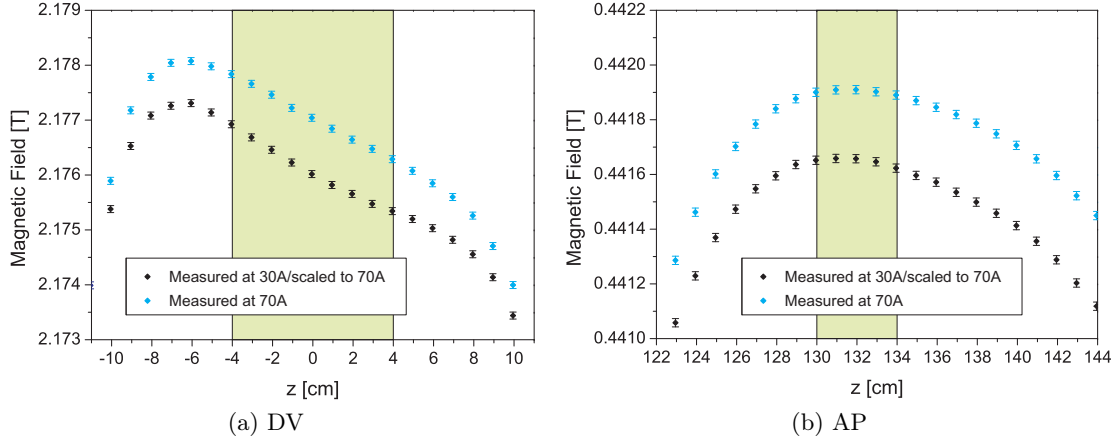 2.179
2.178
2.177
2.176
2.175
2.174
2.173
Magnetic Field [T]
Measured at 30A/scaled to 70A
Measured at 70A
-10 -8 -6 -4 -2 0 2 4 6 8 10
z [cm]
(a) DV
0.4422
0.4420
0.4418
0.4416
0.4414
0.4412
0.4410
Magnetic Field [T]
Measured at 30A/scaled to 70A
Measured at 70A
122 124 126 128 130 132 134 136 138 140 142 144
z [cm]
(b) AP